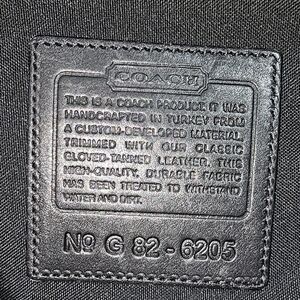 COACH
THIS IS A COACH PRODUCT. IT WAS
HANDCRAFTED IN TURKEY FROM
A CUSTOM-DEVELOPED MATERIAL
TRIMMED WITH OUR CLASSIC
GLOVED-TANNED LEATHER. THIS
HIGH-QUALITY, DURABLE FABRIC
HAS BEEN TREATED TO WITHSTAND
WATER AND DIRT.
Nº G 82-6205